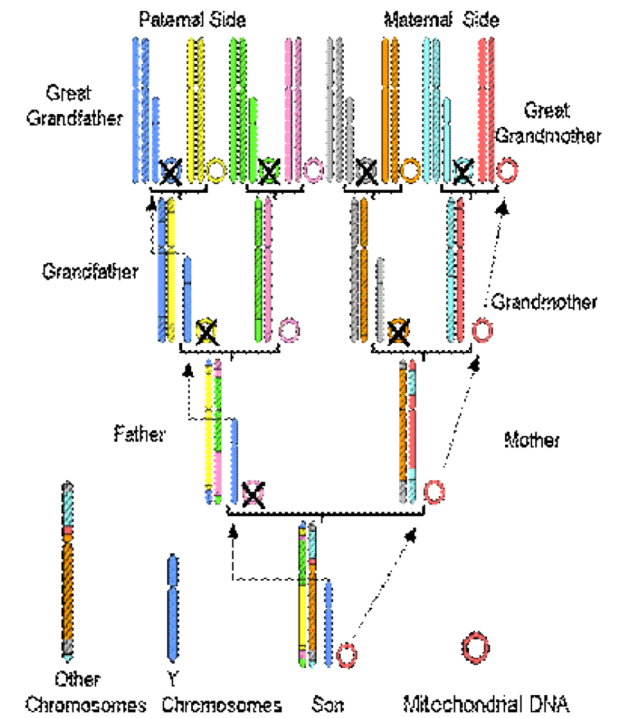 Paternal Side
Maternal Side
Great
Grandfather
Great
Grandmother
Grandfather
Grandmother
Father
Mother
Other
Chromosomes
Y
Chromosomes
Son
Mitochondrial DNA